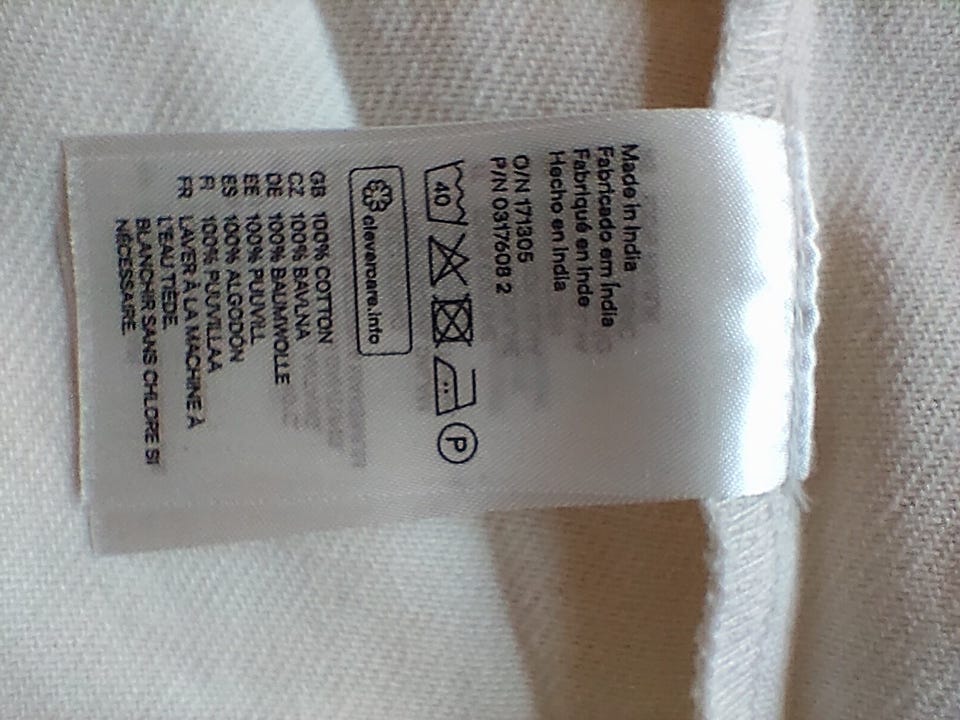 Made in India
Fabricado em Índia
Fabriqué en Inde
Hecho en India
O/N 171305
P/N 0317608 2
40
P
clevercare.info
GB 100% COTTON
CZ 100% BAVLNA
DE 100% BAUMWOLLE
EE 100% PUUVILL
ES 100% ALGODÓN
FI 100% PUUVILLAA
FR LAVER À LA MACHINE À
L'EAU TIÈDE.
BLANCHIR SANS CHLORE SI
NÉCESSAIRE.